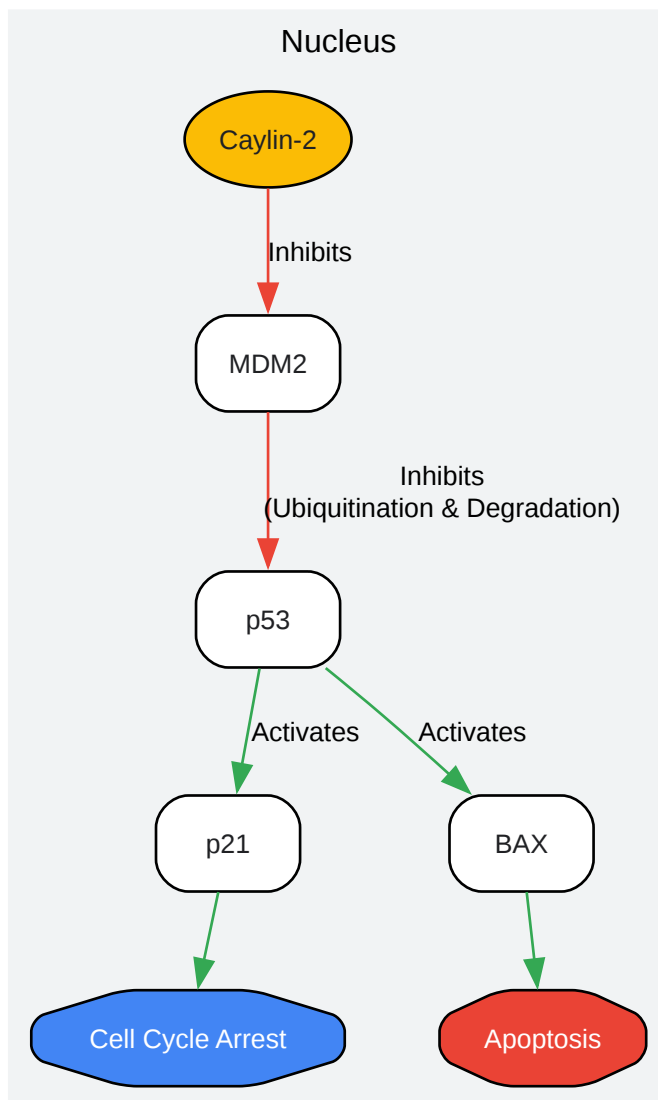 Nucleus
Caylin-2
Inhibits
MDM2
Inhibits
(Ubiquitination & Degradation)
p53
Activates
Activates
p21
BAX
Cell Cycle Arrest
Apoptosis